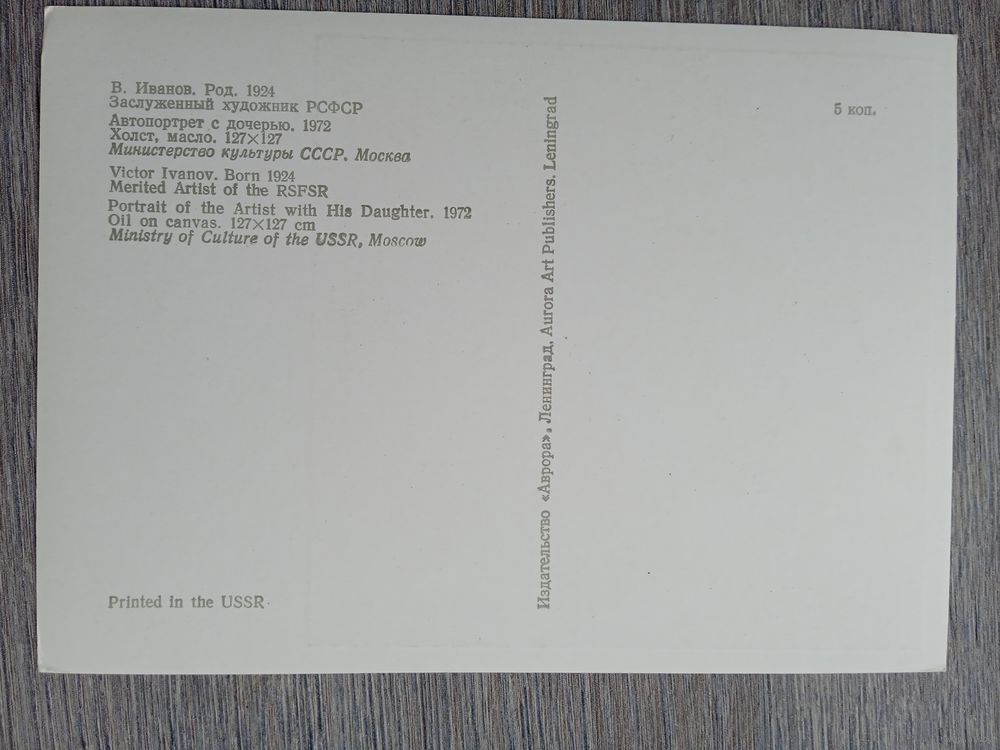 В. Иванов. Род. 1924
Заслуженный художник РСФСР
Автопортрет с дочерью. 1972
Холст, масло. 127×127
Министерство культуры СССР. Москва
Victor Ivanov. Born 1924
Merited Artist of the RSFSR
Portrait of the Artist with His Daughter. 1972
Oil on canvas. 127×127 cm
Ministry of Culture of the USSR, Moscow
Printed in the USSR
Издательство «Аврора». Ленинград. Aurora Art Publishers. Leningrad
5 коп.